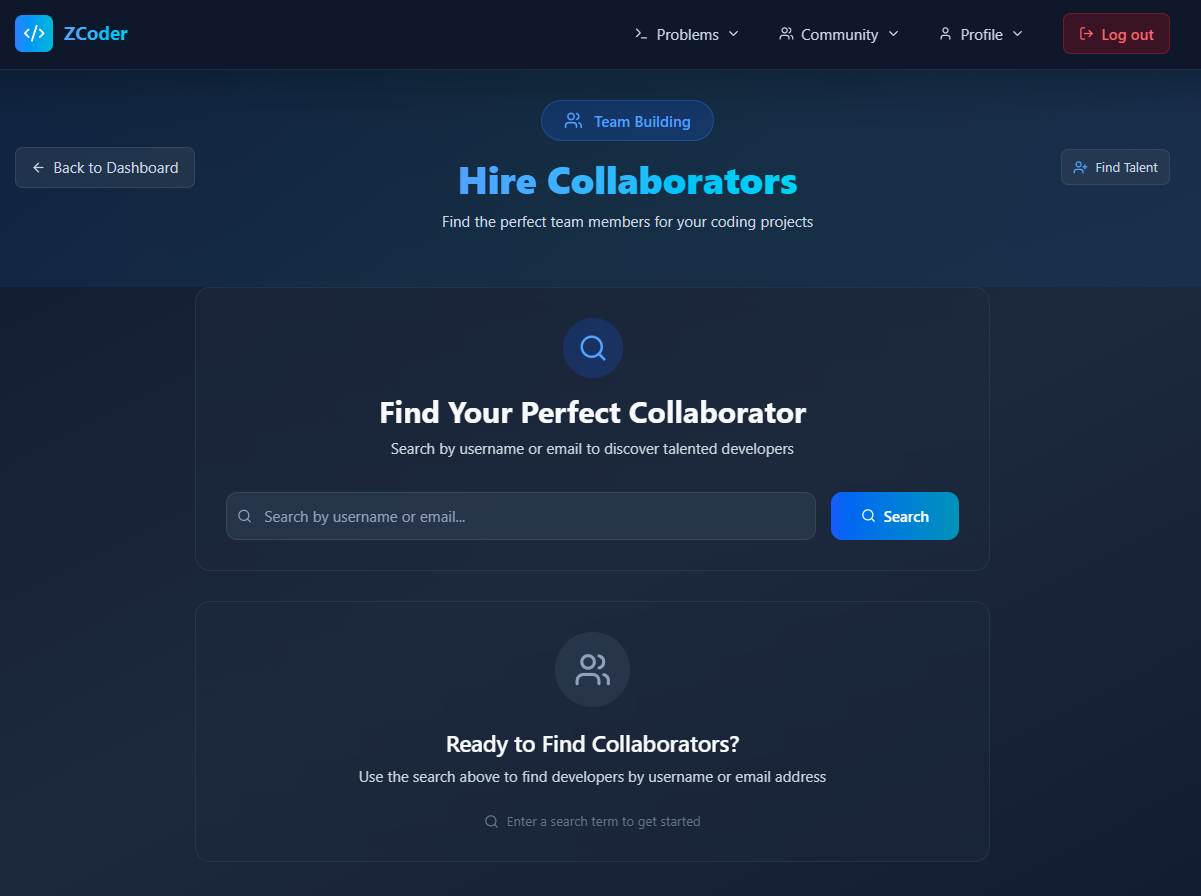 ZCoder
Problems
Community
Profile
Log out
Team Building
Back to Dashboard
Hire Collaborators
Find Talent
Find the perfect team members for your coding projects
Find Your Perfect Collaborator
Search by username or email to discover talented developers
Search by username or email...
Search
Ready to Find Collaborators?
Use the search above to find developers by username or email address
Enter a search term to get started